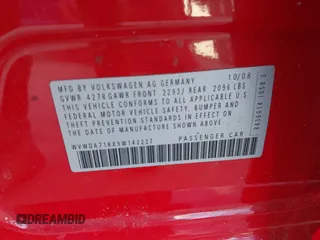 10/08
MFD BY VOLKSWAGEN AG GERMANY
GVWR 4278 GAWR FRONT 2293/ REAR 2096 LBS
THIS VEHICLE CONFORMS TO ALL APPLICABLE U.S.
FEDERAL MOTOR VEHICLE SAFETY, BUMPER AND
THEFT PREVENTION STANDARDS IN EFFECT ON THE
DATE OF MANUFACTURE SHOWN ABOVE
PASSENGER CAR
DREAMBID